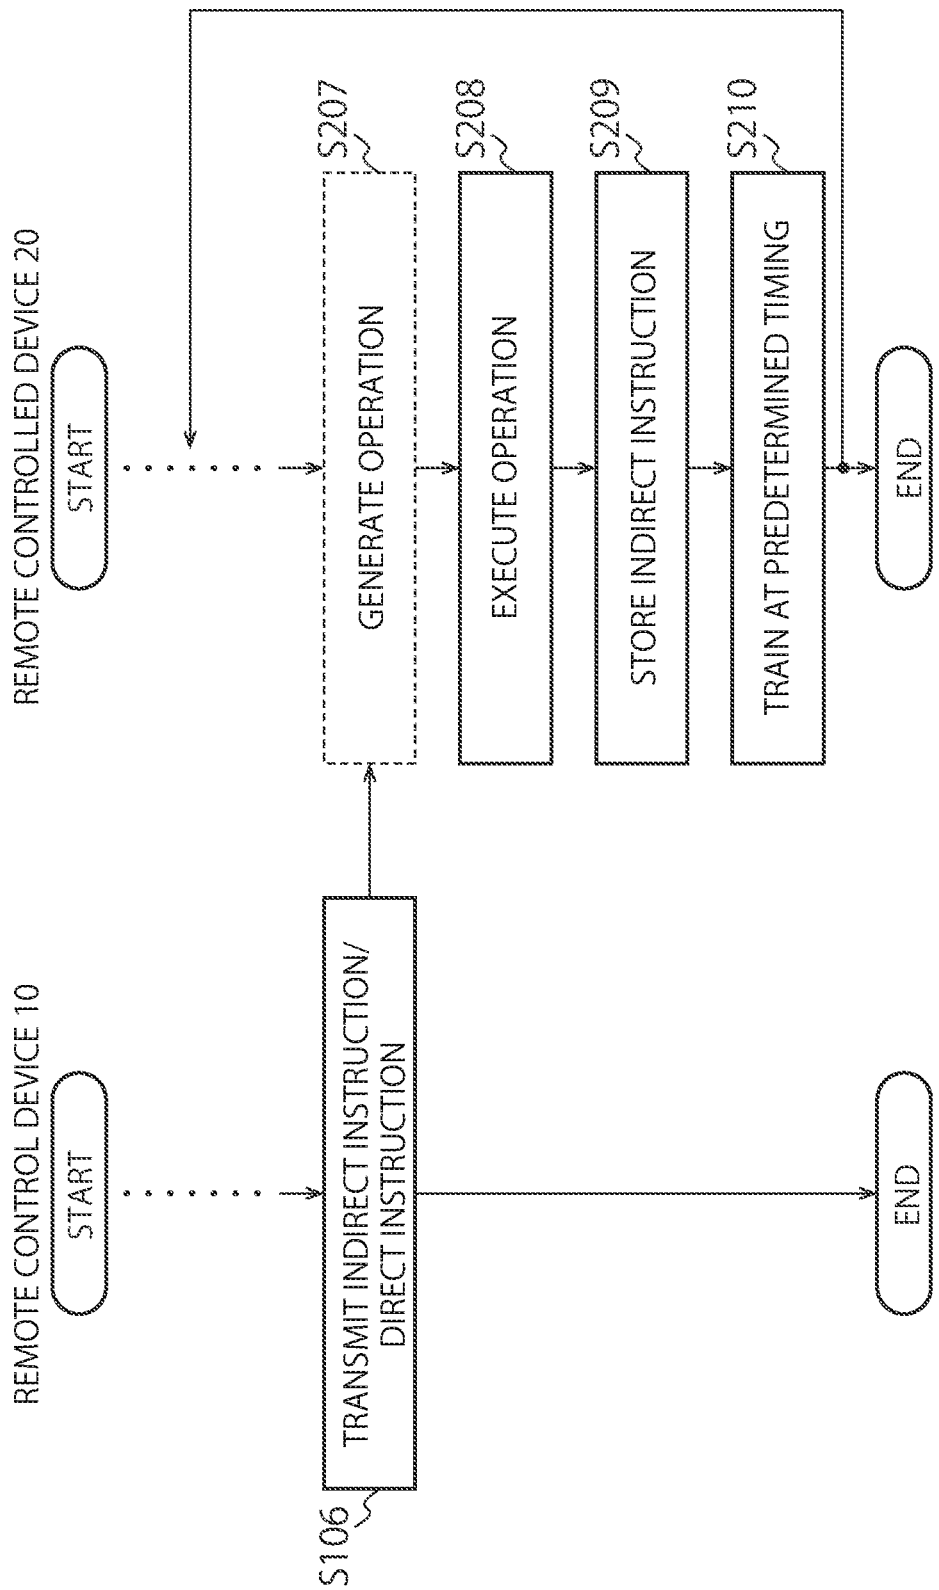 REMOTE CONTROL DEVICE 10
START
S106
TRANSMIT INDIRECT INSTRUCTION/
DIRECT INSTRUCTION
END
REMOTE CONTROLLED DEVICE 20
START
GENERATE OPERATION
S207
EXECUTE OPERATION
S208
STORE INDIRECT INSTRUCTION
S209
TRAIN AT PREDETERMINED TIMING
S210
END